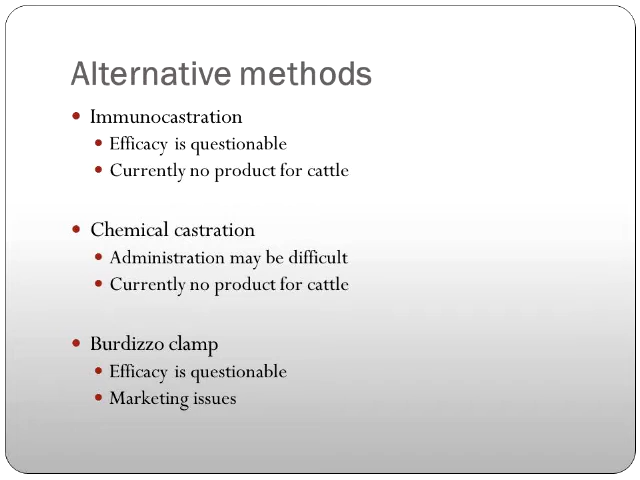 Alternative methods
• Immunocastration
• Efficacy is questionable
• Currently no product for cattle
• Chemical castration
• Administration may be difficult
• Currently no product for cattle
• Burdizzo clamp
• Efficacy is questionable
• Marketing issues